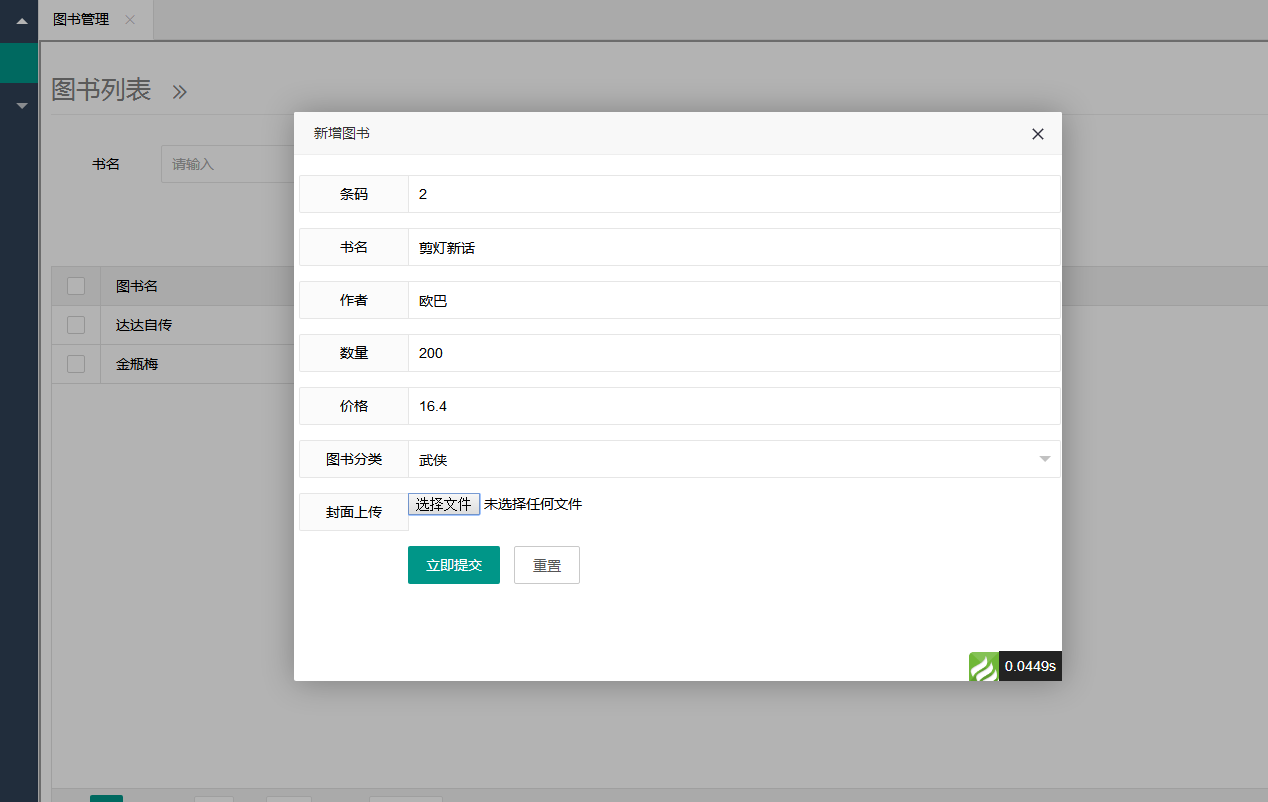 图书管理
图书列表
书名 请输入
图书名
达达自传
金瓶梅
新增图书
条码 2
书名 剪灯新话
作者 欧巴
数量 200
价格 16.4
图书分类 武侠
封面上传 选择文件 未选择任何文件
立即提交 重置
0.0449s